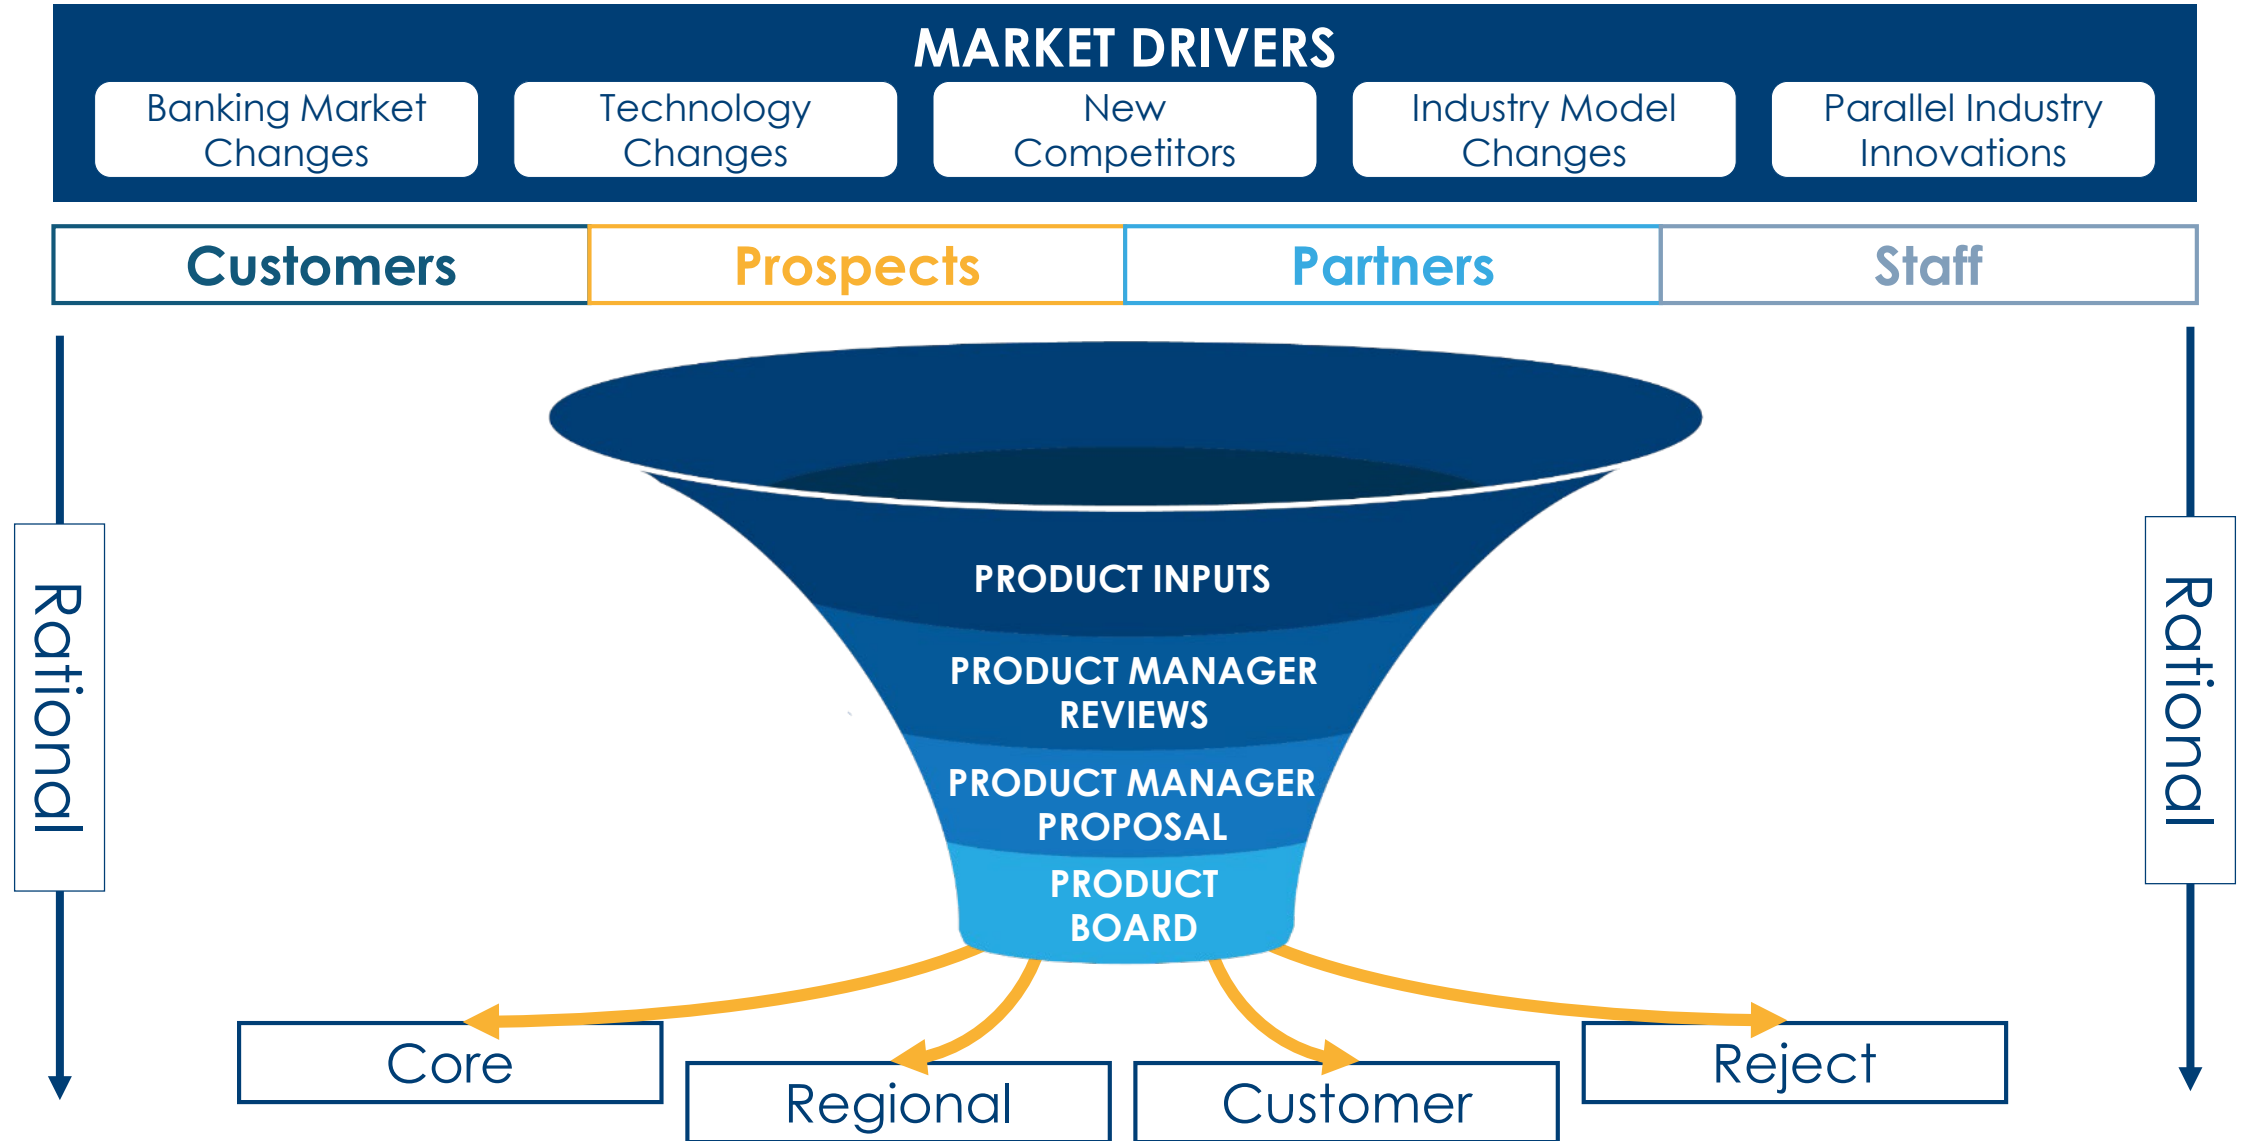 MARKET DRIVERS
Banking Market
Changes
Technology
Changes
New
Competitors
Industry Model
Changes
Parallel Industry
Innovations
Customers
Prospects
Partners
Staff
Rational
Rational
PRODUCT INPUTS
PRODUCT MANAGER
REVIEWS
PRODUCT MANAGER
PROPOSAL
PRODUCT
BOARD
Core
Regional
Customer
Reject